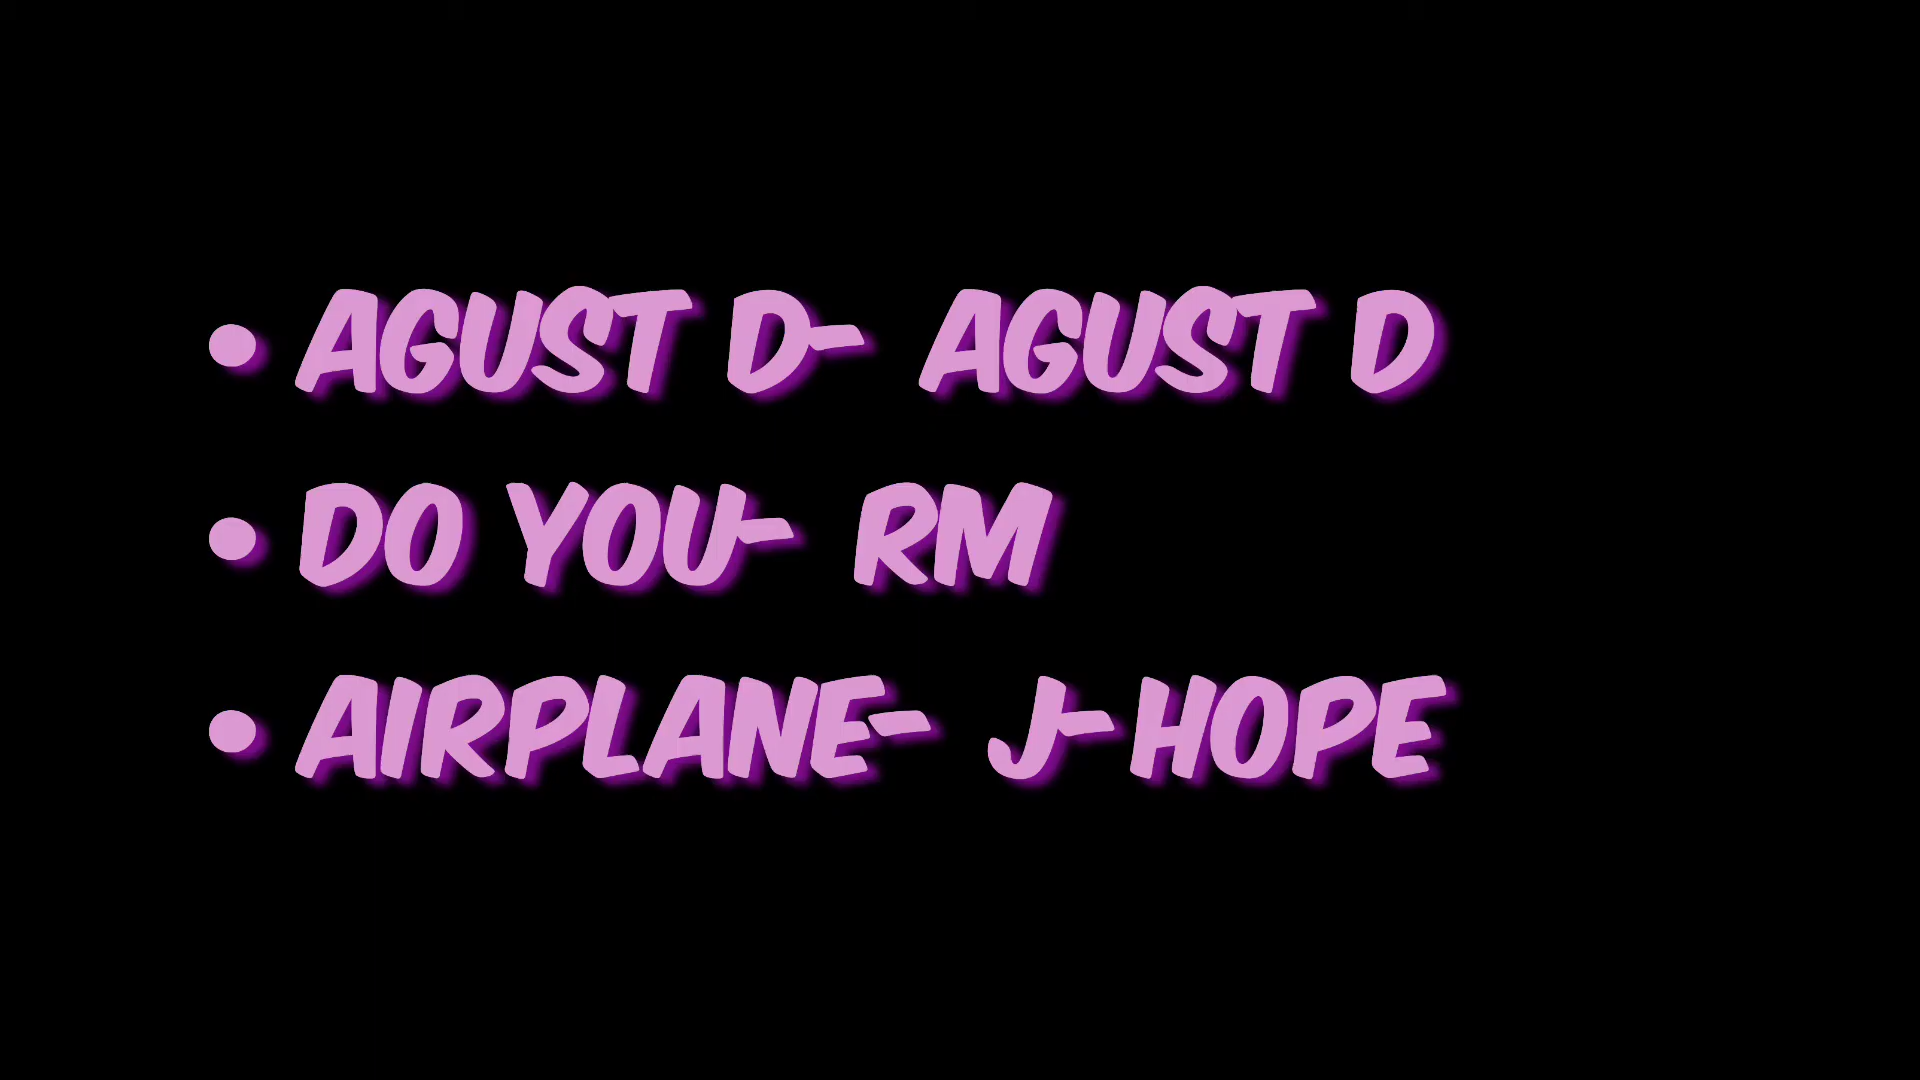 • AGUST D- AGUST D
• DO YOU- RM
• AIRPLANE- J-HOPE